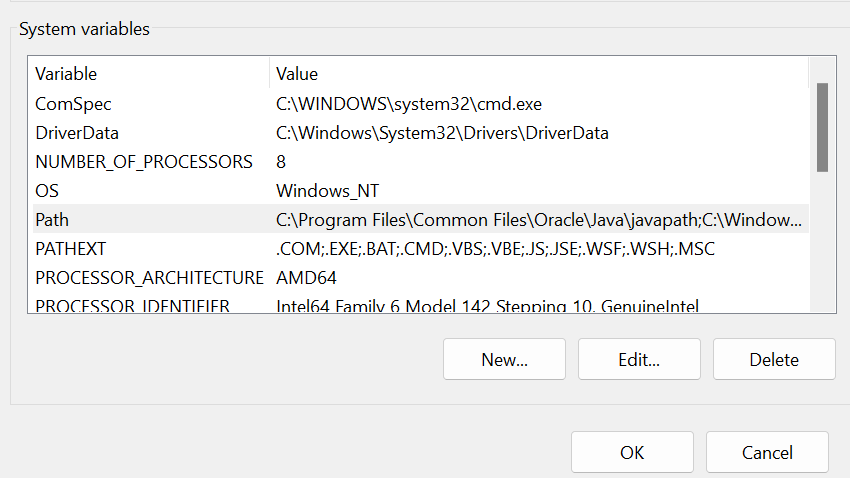 System variables
Variable Value
ComSpec C:\WINDOWS\system32\cmd.exe
DriverData C:\Windows\System32\Drivers\DriverData
NUMBER_OF_PROCESSORS 8
OS Windows_NT
Path C:\Program Files\Common Files\Oracle\Java\javapath;C:\Window...
PATHEXT .COM;.EXE;.BAT;.CMD;.VBS;.VBE;.JS;.JSE;.WSF;.WSH;.MSC
PROCESSOR_ARCHITECTURE AMD64
PROCESSOR_IDENTIFIER Intel64 Family 6 Model 142 Stepping 10, GenuineIntel
New... Edit... Delete
OK Cancel